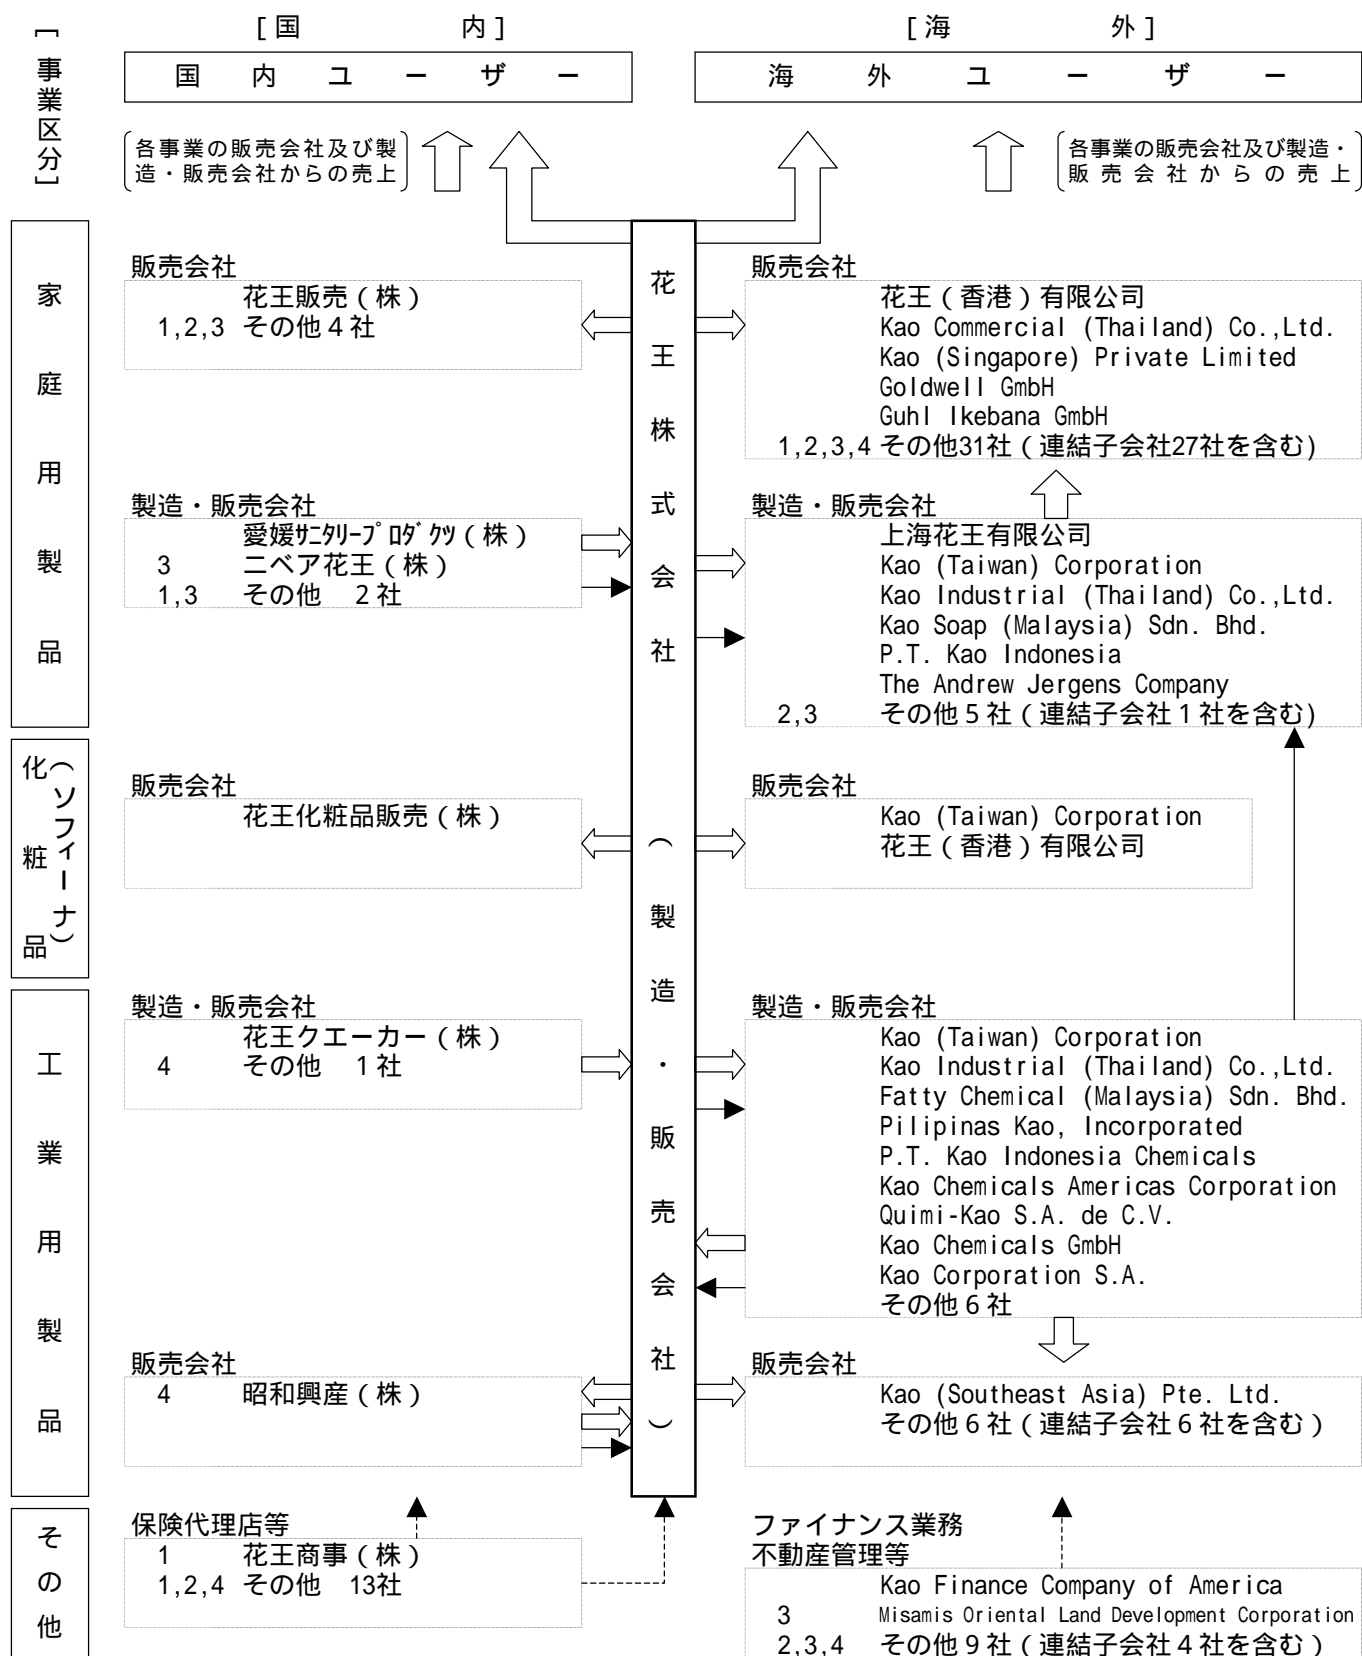 [事業区分]
[国内]
[海外]
国内ユーザー
海外ユーザー
各事業の販売会社及び製
造・販売会社からの売上
各事業の販売会社及び製造・
販売会社からの売上
花王株式会社(製造・販売会社)
家庭用製品
販売会社
花王販売(株)
1,2,3 その他4社
販売会社
花王(香港)有限公司
Kao Commercial (Thailand) Co.,Ltd.
Kao (Singapore) Private Limited
Goldwell GmbH
Guhl Ikebana GmbH
1,2,3,4 その他31社(連結子会社27社を含む)
製造・販売会社
愛媛サニタリープロダクツ(株)
3 ニベア花王(株)
1,3 その他 2社
製造・販売会社
上海花王有限公司
Kao (Taiwan) Corporation
Kao Industrial (Thailand) Co.,Ltd.
Kao Soap (Malaysia) Sdn. Bhd.
P.T. Kao Indonesia
The Andrew Jergens Company
2,3 その他5社(連結子会社1社を含む)
化粧品
(ソフィーナ)
販売会社
花王化粧品販売(株)
販売会社
Kao (Taiwan) Corporation
花王(香港)有限公司
工業用製品
製造・販売会社
花王クエーカー(株)
4 その他 1社
製造・販売会社
Kao (Taiwan) Corporation
Kao Industrial (Thailand) Co.,Ltd.
Fatty Chemical (Malaysia) Sdn. Bhd.
Pilipinas Kao, Incorporated
P.T. Kao Indonesia Chemicals
Kao Chemicals Americas Corporation
Quimi-Kao S.A. de C.V.
Kao Chemicals GmbH
Kao Corporation S.A.
その他6社
販売会社
4 昭和興産(株)
販売会社
Kao (Southeast Asia) Pte. Ltd.
その他6社(連結子会社6社を含む)
その他
保険代理店等
1 花王商事(株)
1,2,4 その他 13社
ファイナンス業務
不動産管理等
Kao Finance Company of America
3 Misamis Oriental Land Development Corporation
2,3,4 その他9社(連結子会社4社を含む)